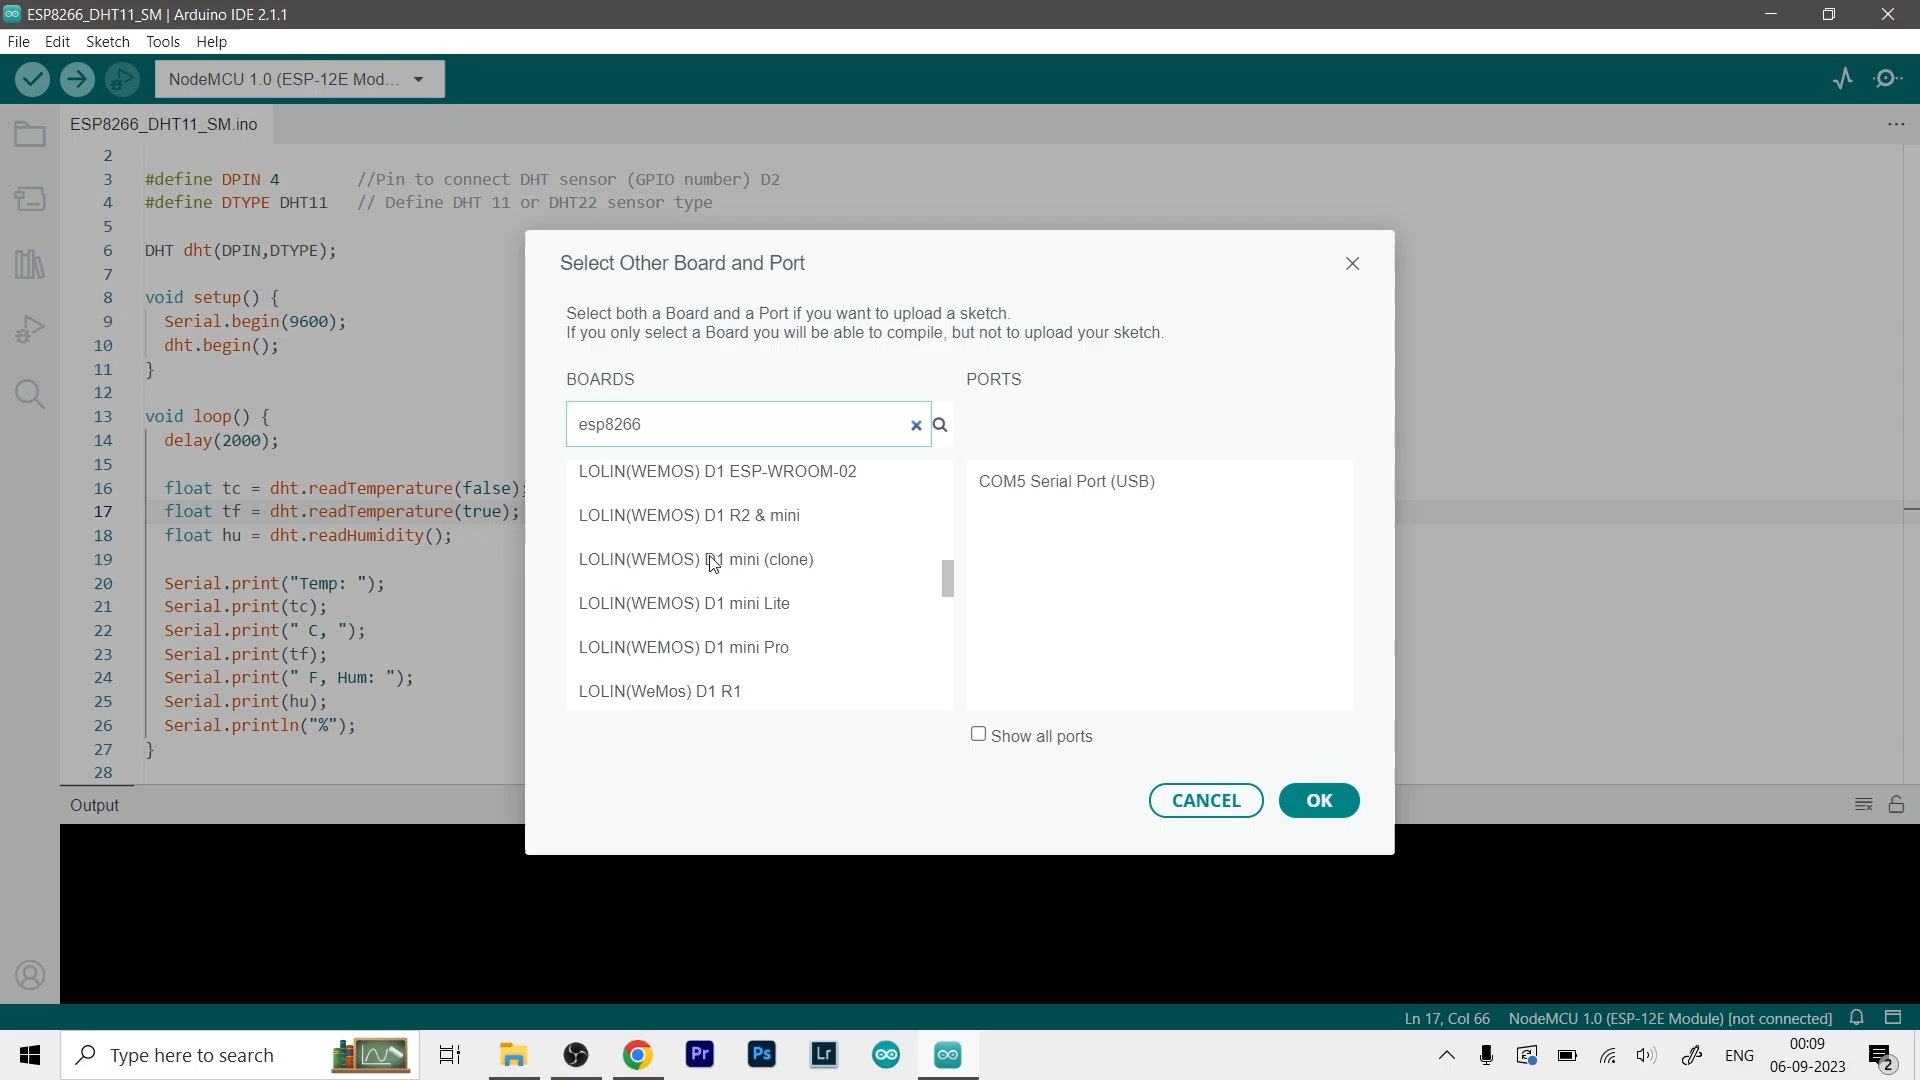 ESP8266_DHT11_SM | Arduino IDE 2.1.1
File Edit Sketch Tools Help
NodeMCU 1.0 (ESP-12E Mod...
ESP8266_DHT11_SM.ino
2
3 #define DPIN 4 //Pin to connect DHT sensor (GPIO number) D2
4 #define DTYPE DHT11 // Define DHT 11 or DHT22 sensor type
5
6 DHT dht(DPIN,DTYPE);
7
8 void setup() {
9 Serial.begin(9600);
10 dht.begin();
11 }
12
13 void loop() {
14 delay(2000);
15
16 float tc = dht.readTemperature(false);
17 float tf = dht.readTemperature(true);
18 float hu = dht.readHumidity();
19
20 Serial.print("Temp: ");
21 Serial.print(tc);
22 Serial.print(" C, ");
23 Serial.print(tf);
24 Serial.print(" F, Hum: ");
25 Serial.print(hu);
26 Serial.println("%");
27 }
28
Select Other Board and Port
Select both a Board and a Port if you want to upload a sketch.
If you only select a Board you will be able to compile, but not to upload your sketch.
BOARDS
esp8266
LOLIN(WEMOS) D1 ESP-WROOM-02
LOLIN(WEMOS) D1 R2 & mini
LOLIN(WEMOS) D1 mini (clone)
LOLIN(WEMOS) D1 mini Lite
LOLIN(WEMOS) D1 mini Pro
LOLIN(WeMos) D1 R1
PORTS
COM5 Serial Port (USB)
Show all ports
CANCEL OK
Output
Ln 17, Col 66 NodeMCU 1.0 (ESP-12E Module) [not connected]
Type here to search
Pr Ps Lr
ENG
00:09
06-09-2023
2